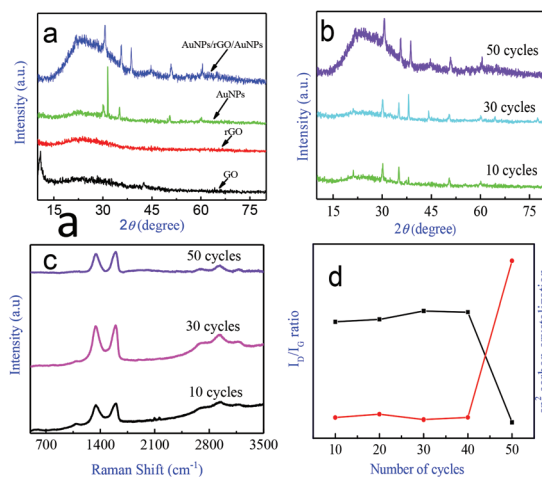 a
AuNPs/rGO/AuNPs
AuNPs
rGO
GO
Intensity (a.u.)
30 45 60
2θ (degree)
b
50 cycles
30 cycles
10 cycles
Intensity (a.u.)
15 30 45 60 75
2θ (degree)
a
c
50 cycles
30 cycles
10 cycles
Intensity (a.u)
700 1400 2100 2800 3500
Raman Shift (cm⁻¹)
d
I_D/I_G ratio
10 20 30 40 50
Number of cycles